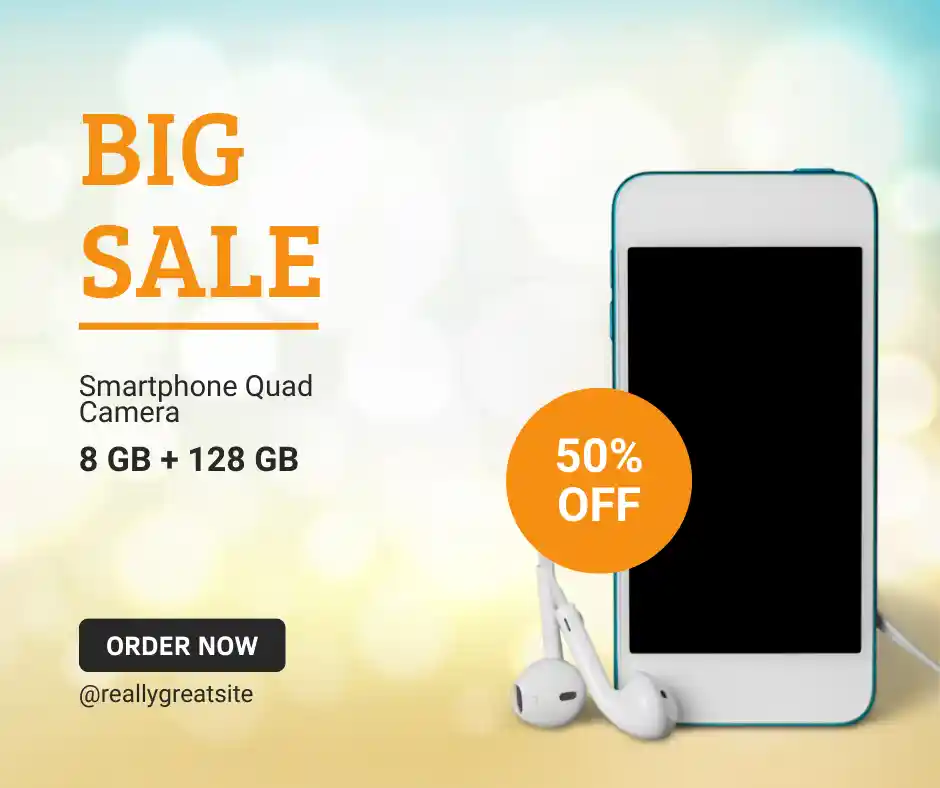 BIG
SALE
Smartphone Quad
Camera
8 GB + 128 GB
50%
OFF
ORDER NOW
@reallygreatsite